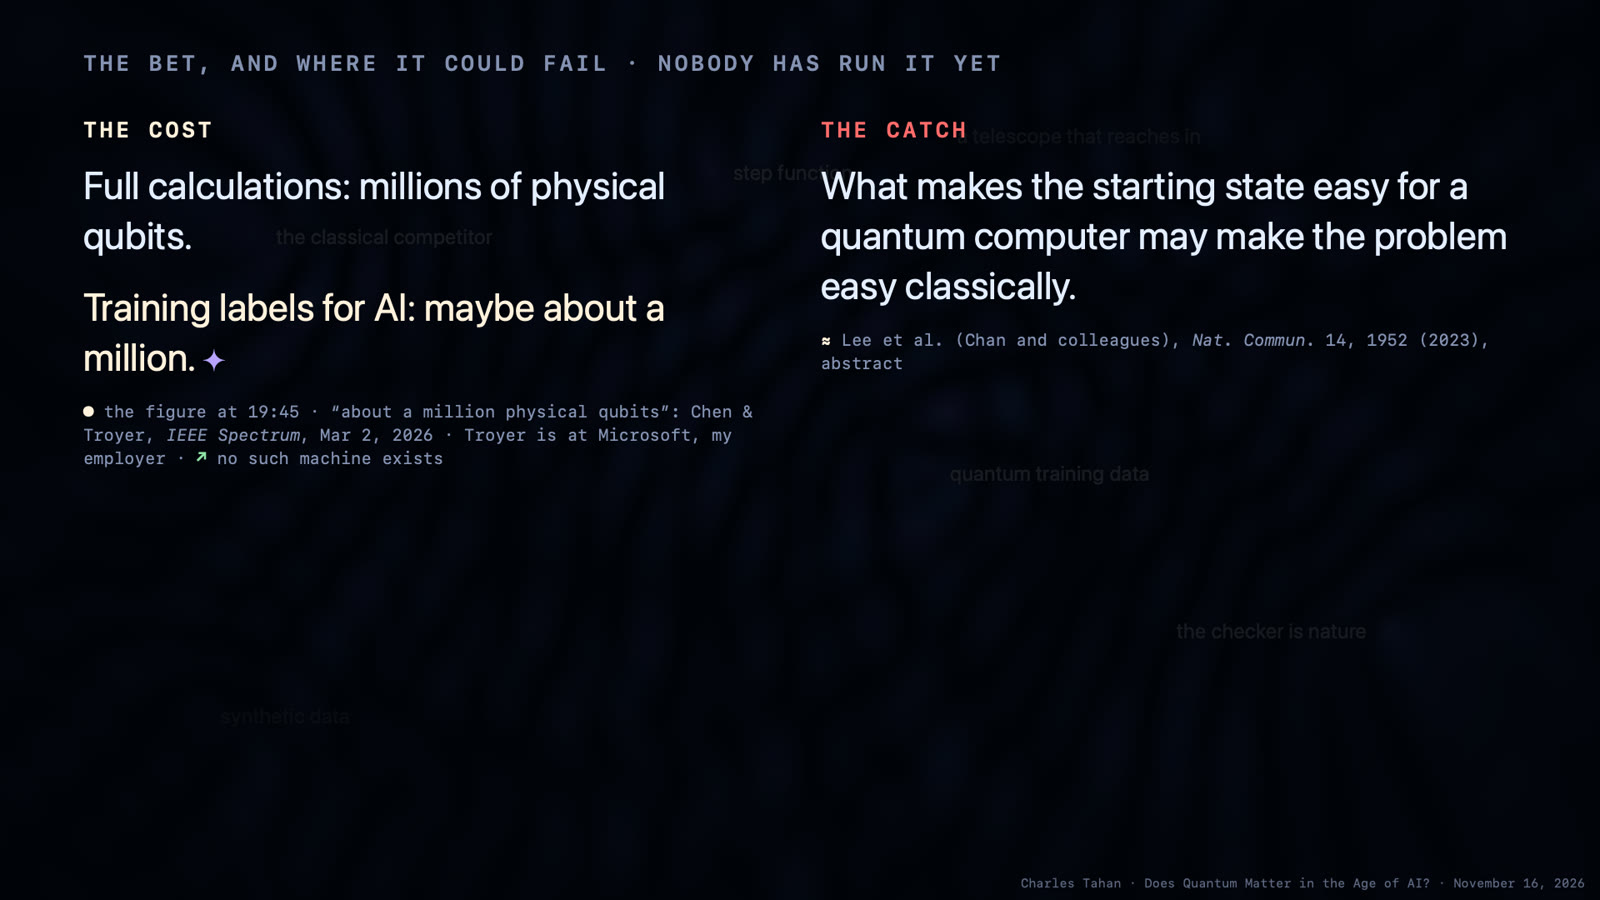 THE BET, AND WHERE IT COULD FAIL · NOBODY HAS RUN IT YET
THE COST
Full calculations: millions of physical
qubits.
the classical competitor
Training labels for AI: maybe about a
million. ✦
● the figure at 19:45 · “about a million physical qubits”: Chen &
Troyer, IEEE Spectrum, Mar 2, 2026 · Troyer is at Microsoft, my
employer · ↗ no such machine exists
THE CATCH
a telescope that reaches in
step function
What makes the starting state easy for a
quantum computer may make the problem
easy classically.
≈ Lee et al. (Chan and colleagues), Nat. Commun. 14, 1952 (2023),
abstract
quantum training data
the checker is nature
synthetic data
Charles Tahan · Does Quantum Matter in the Age of AI? · November 16, 2026